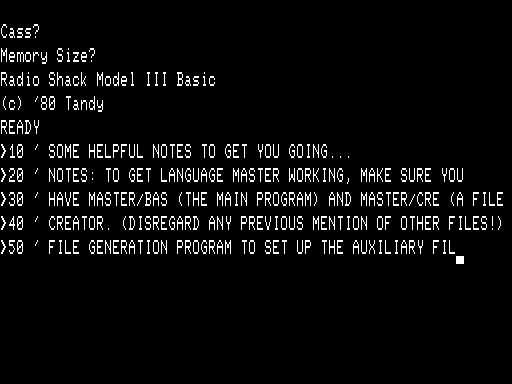 Cass?
Memory Size?
Radio Shack Model III Basic
(c) '80 Tandy
READY
>10 ' SOME HELPFUL NOTES TO GET YOU GOING...
>20 ' NOTES: TO GET LANGUAGE MASTER WORKING, MAKE SURE YOU
>30 ' HAVE MASTER/BAS (THE MAIN PROGRAM) AND MASTER/CRE (A FILE
>40 ' CREATOR. (DISREGARD ANY PREVIOUS MENTION OF OTHER FILES!)
>50 ' FILE GENERATION PROGRAM TO SET UP THE AUXILIARY FIL